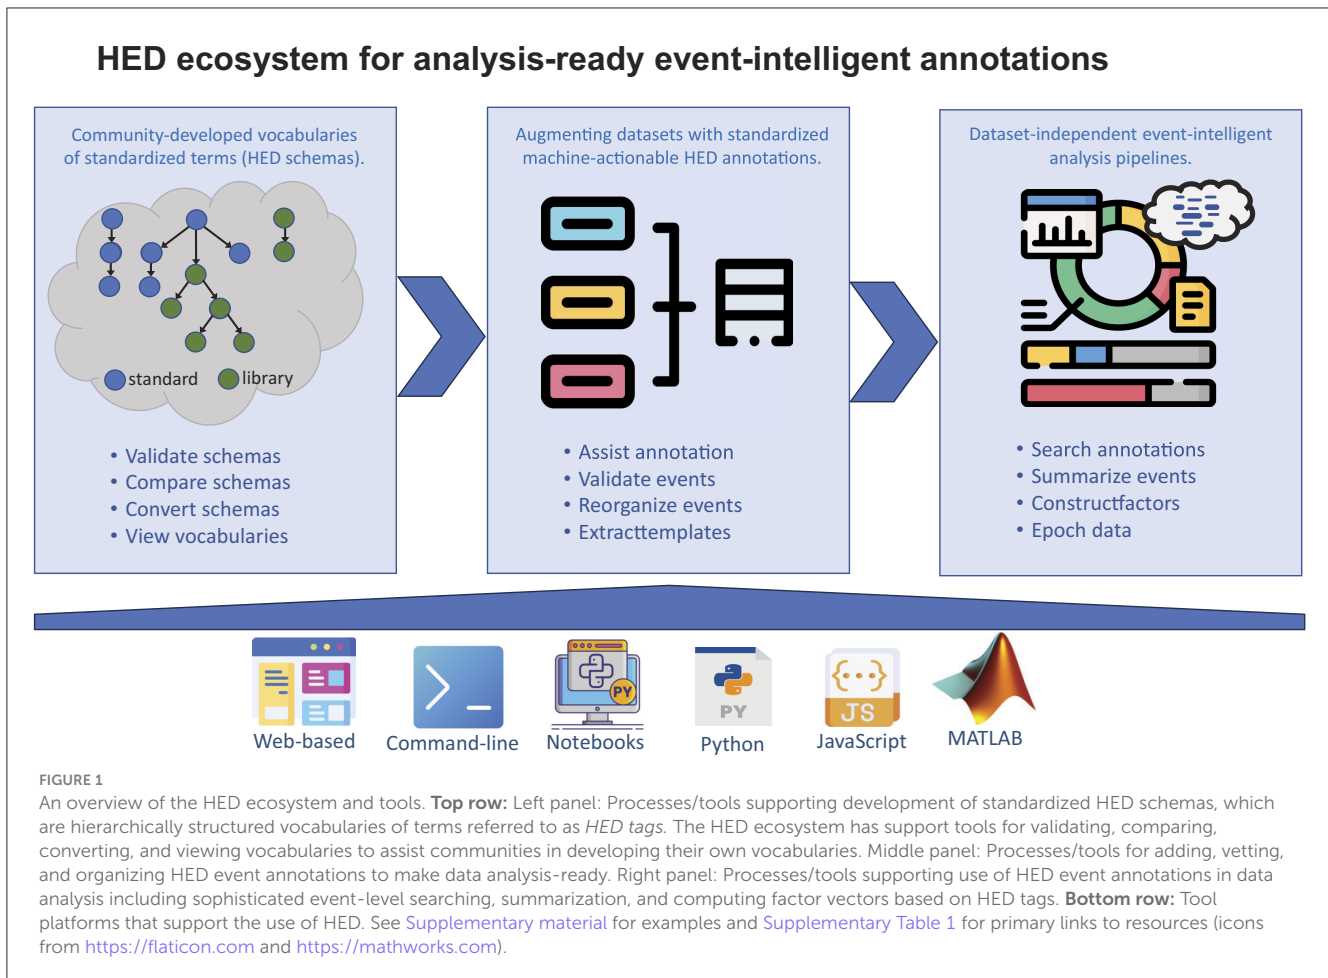 HED ecosystem for analysis-ready event-intelligent annotations
Community-developed vocabularies
of standardized terms (HED schemas).
standard
library
• Validate schemas
• Compare schemas
• Convert schemas
• View vocabularies
Augmenting datasets with standardized
machine-actionable HED annotations.
• Assist annotation
• Validate events
• Reorganize events
• Extracttemplates
Dataset-independent event-intelligent
analysis pipelines.
• Search annotations
• Summarize events
• Constructfactors
• Epoch data
PY
PY
JS
Web-based
Command-line
Notebooks
Python
JavaScript
MATLAB
FIGURE 1
An overview of the HED ecosystem and tools. Top row: Left panel: Processes/tools supporting development of standardized HED schemas, which
are hierarchically structured vocabularies of terms referred to as HED tags. The HED ecosystem has support tools for validating, comparing,
converting, and viewing vocabularies to assist communities in developing their own vocabularies. Middle panel: Processes/tools for adding, vetting,
and organizing HED event annotations to make data analysis-ready. Right panel: Processes/tools supporting use of HED event annotations in data
analysis including sophisticated event-level searching, summarization, and computing factor vectors based on HED tags. Bottom row: Tool
platforms that support the use of HED. See Supplementary material for examples and Supplementary Table 1 for primary links to resources (icons
from https://flaticon.com and https://mathworks.com).